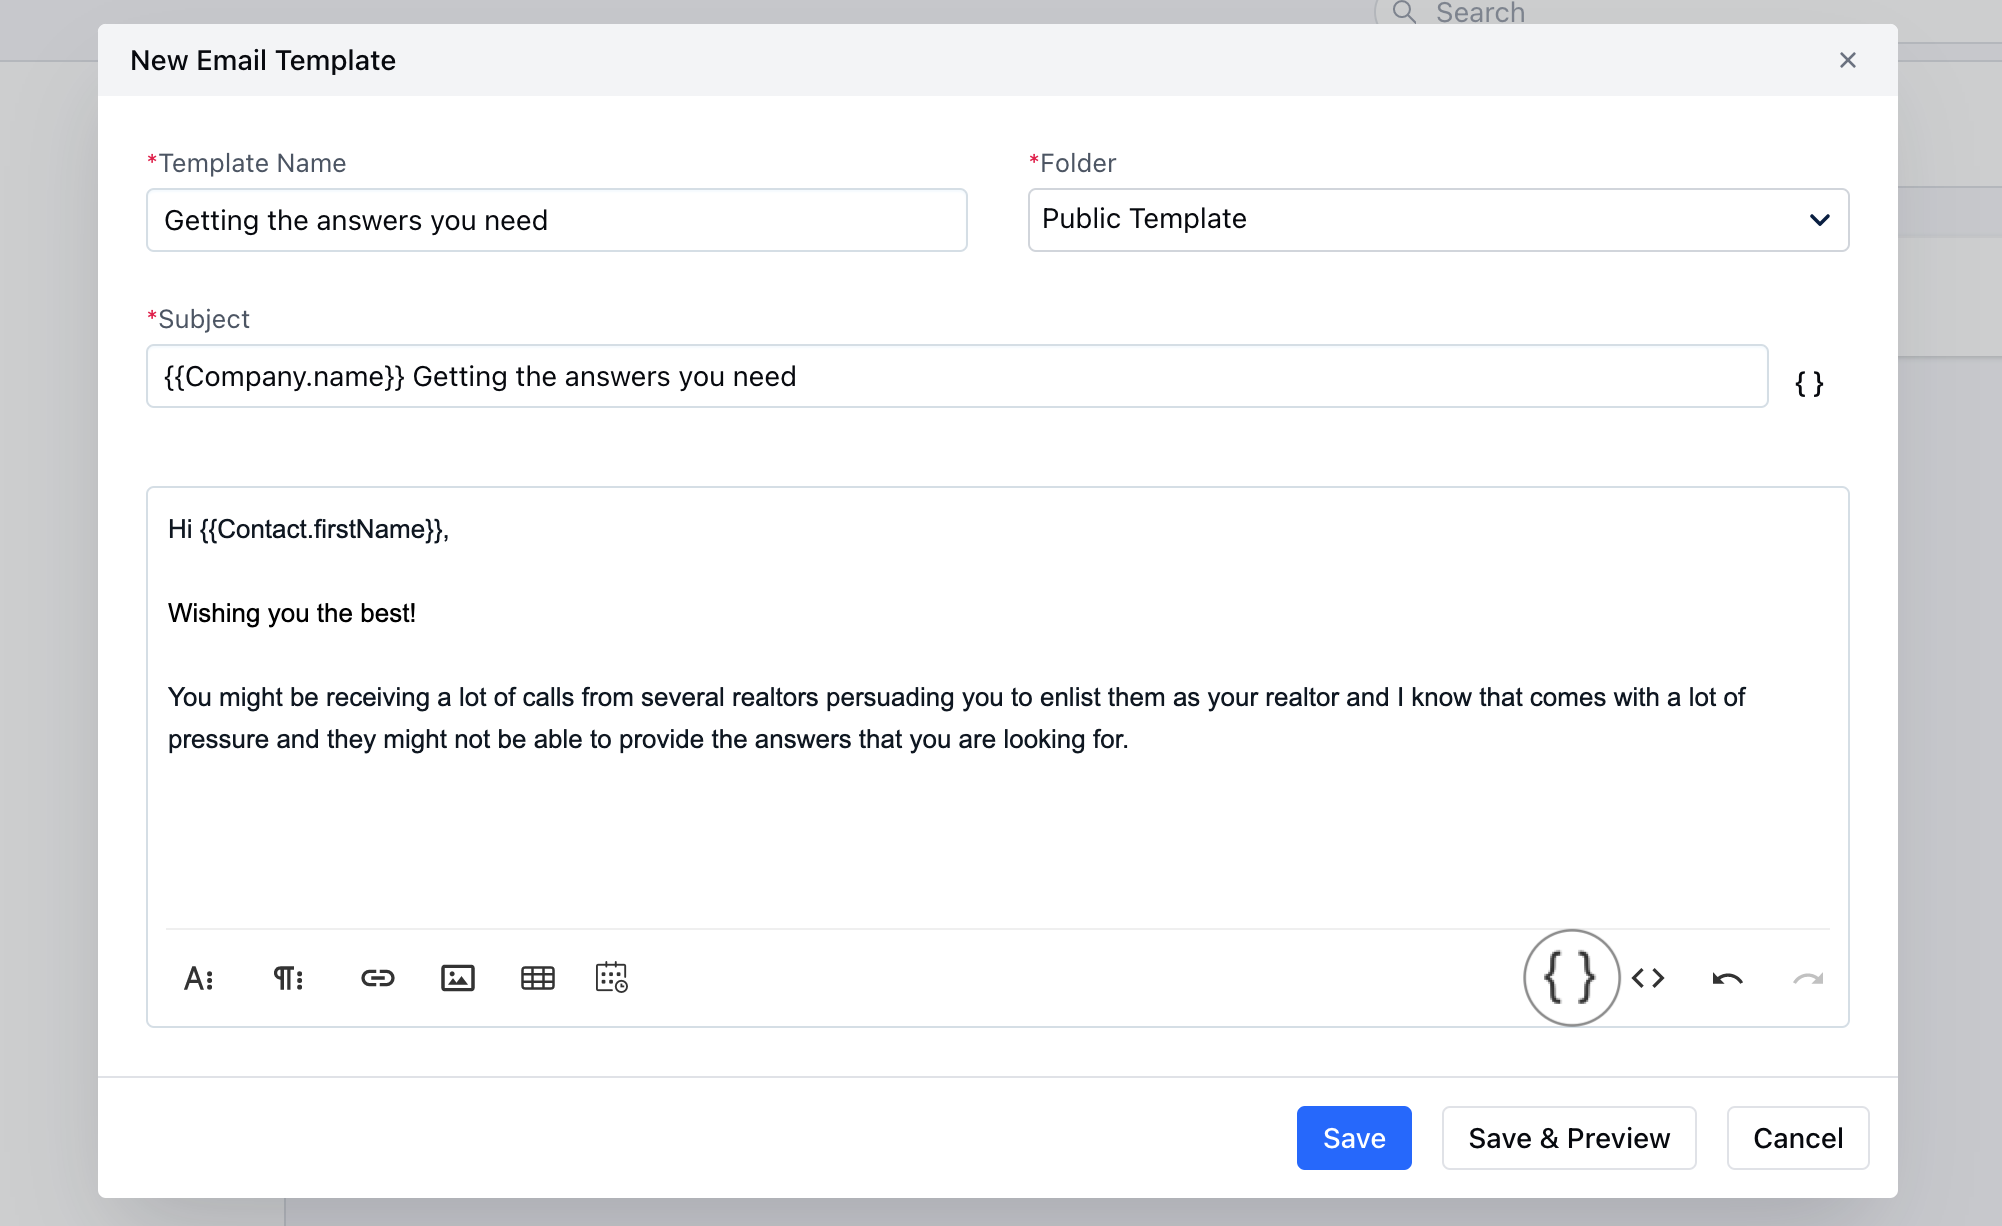 Search
New Email Template
*Template Name
*Folder
Getting the answers you need
Public Template
*Subject
{{Company.name}} Getting the answers you need
{ }
Hi {{Contact.firstName}},
Wishing you the best!
You might be receiving a lot of calls from several realtors persuading you to enlist them as your realtor and I know that comes with a lot of
pressure and they might not be able to provide the answers that you are looking for.
{ } <>
Save
Save & Preview
Cancel